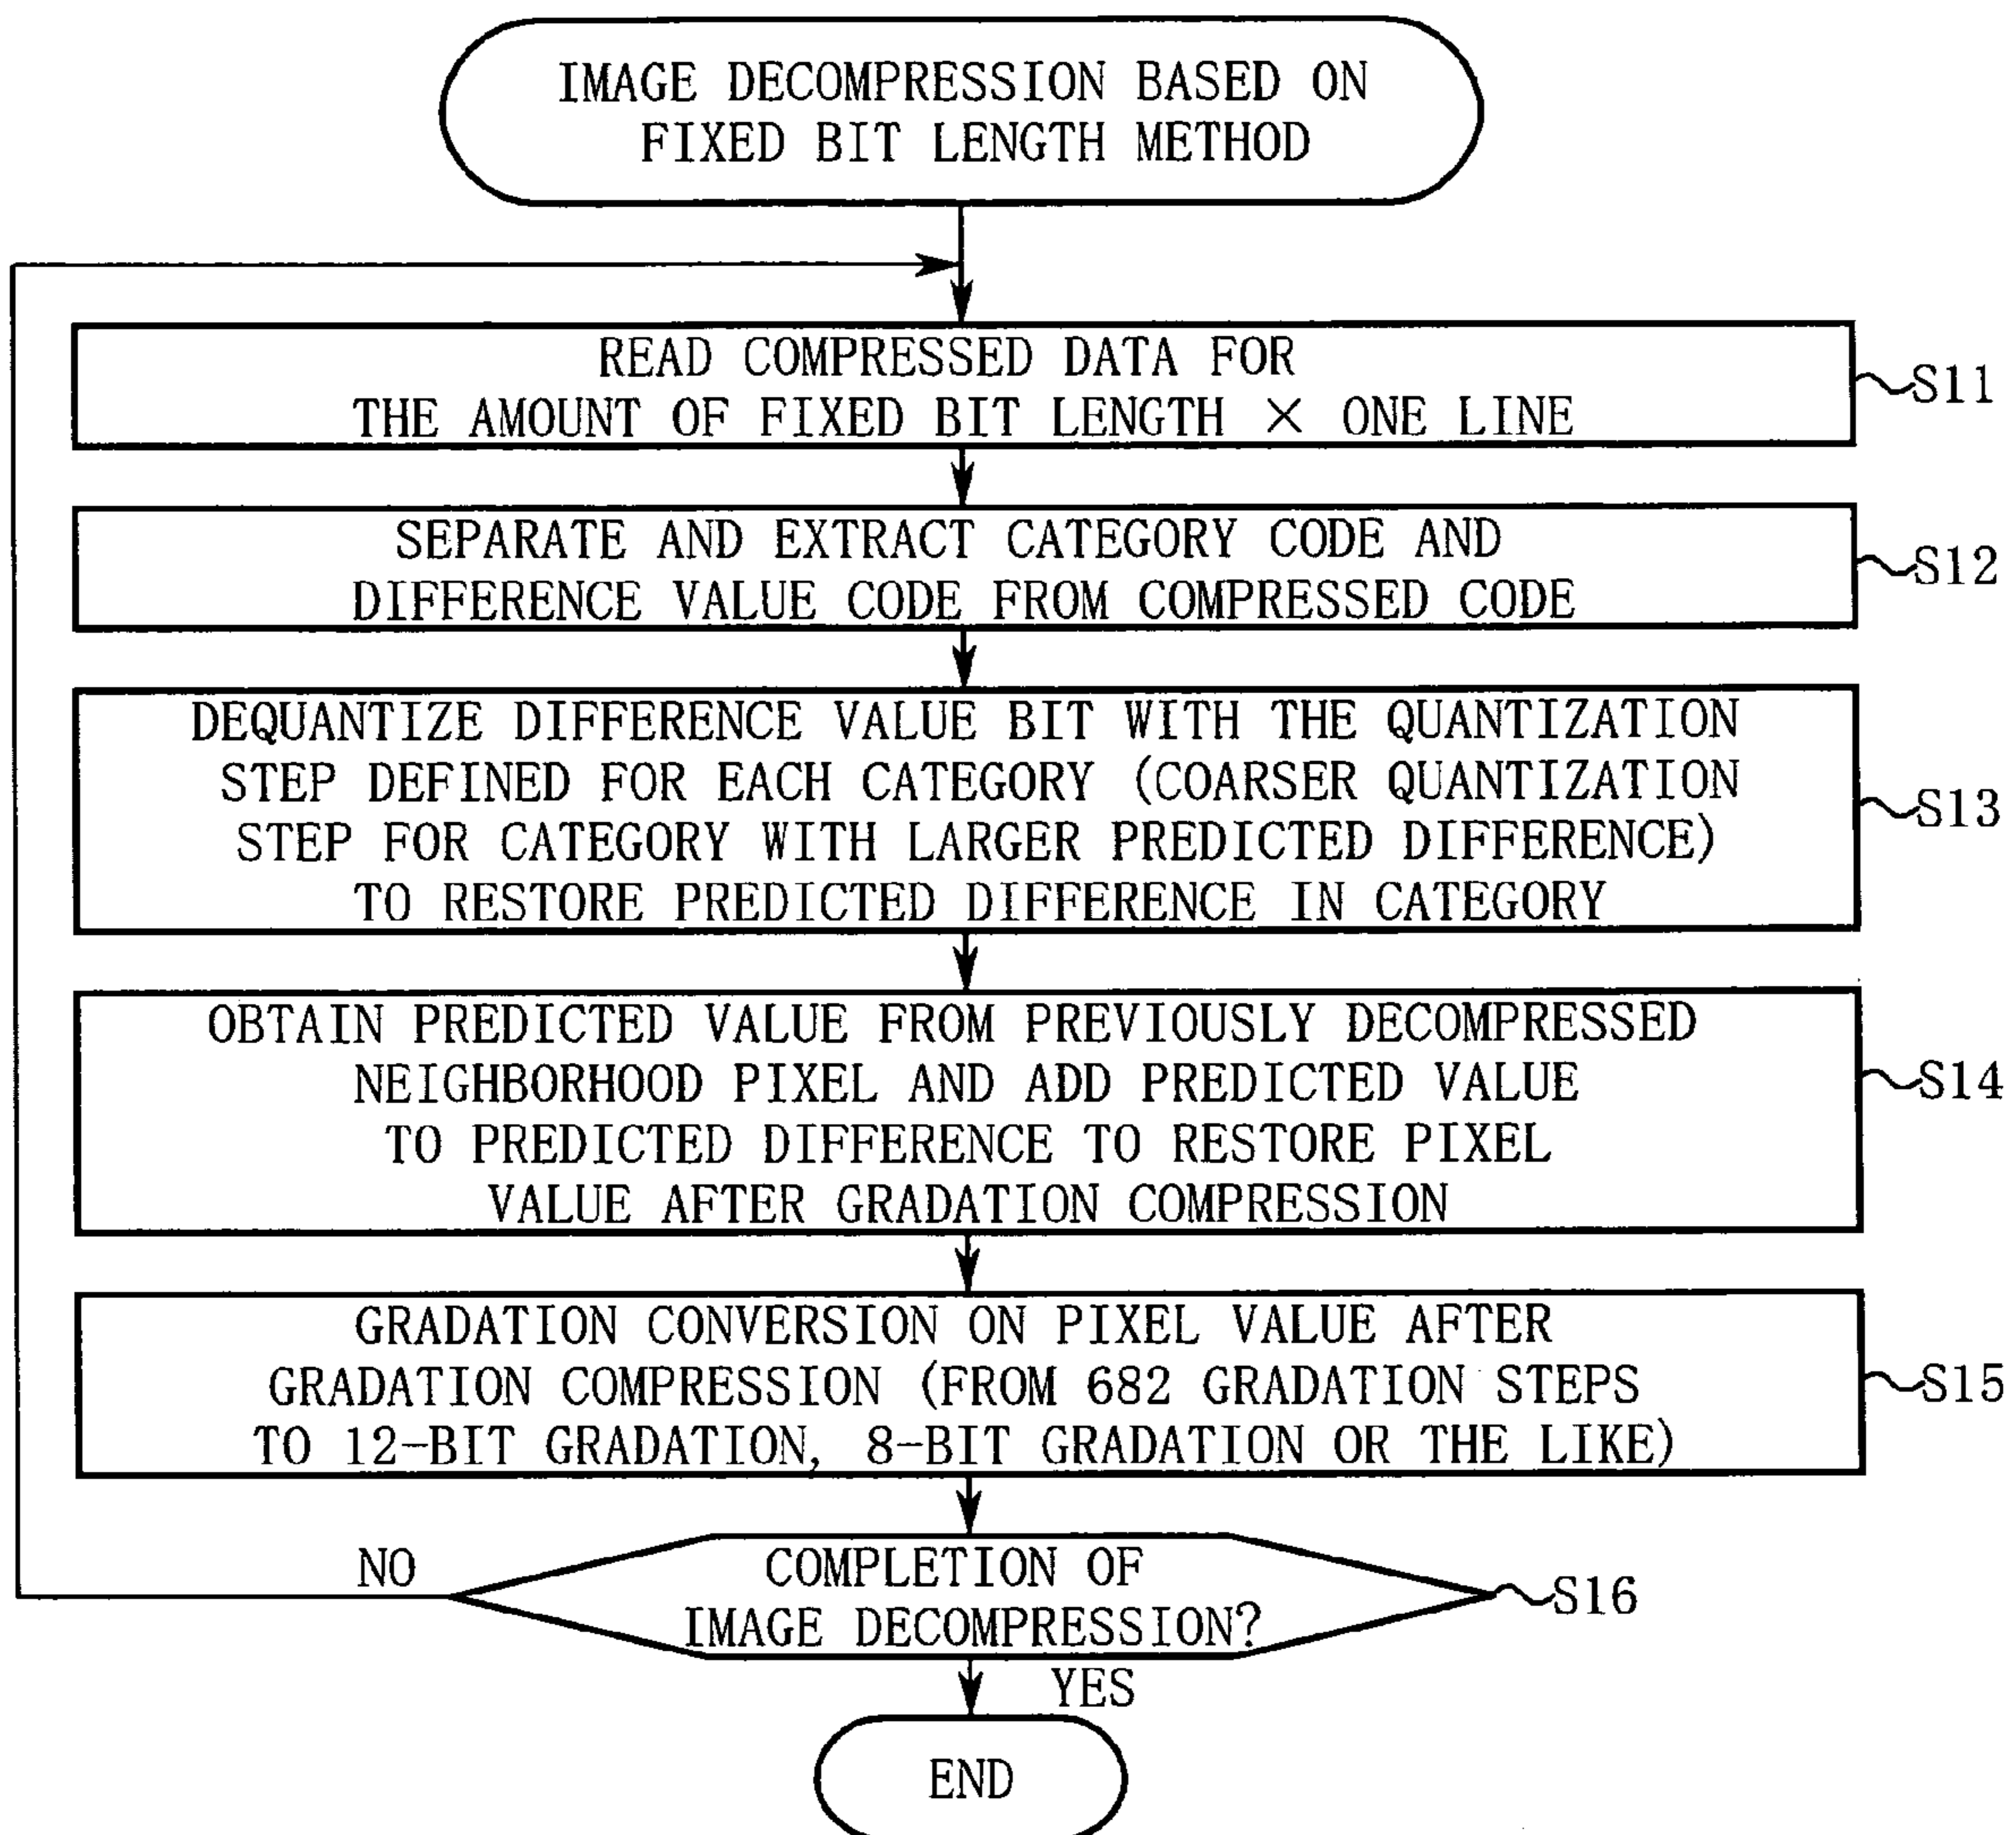 IMAGE DECOMPRESSION BASED ON
FIXED BIT LENGTH METHOD
READ COMPRESSED DATA FOR
THE AMOUNT OF FIXED BIT LENGTH × ONE LINE
S11
SEPARATE AND EXTRACT CATEGORY CODE AND
DIFFERENCE VALUE CODE FROM COMPRESSED CODE
S12
DEQUANTIZE DIFFERENCE VALUE BIT WITH THE QUANTIZATION
STEP DEFINED FOR EACH CATEGORY (COARSER QUANTIZATION
STEP FOR CATEGORY WITH LARGER PREDICTED DIFFERENCE)
TO RESTORE PREDICTED DIFFERENCE IN CATEGORY
S13
OBTAIN PREDICTED VALUE FROM PREVIOUSLY DECOMPRESSED
NEIGHBORHOOD PIXEL AND ADD PREDICTED VALUE
TO PREDICTED DIFFERENCE TO RESTORE PIXEL
VALUE AFTER GRADATION COMPRESSION
S14
GRADATION CONVERSION ON PIXEL VALUE AFTER
GRADATION COMPRESSION (FROM 682 GRADATION STEPS
TO 12-BIT GRADATION, 8-BIT GRADATION OR THE LIKE)
S15
NO
COMPLETION OF
IMAGE DECOMPRESSION?
S16
YES
END